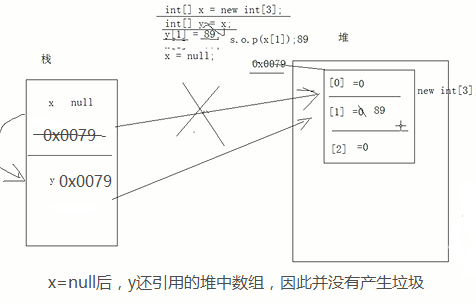 int[] x = new int[3];
int[] y = x;
y[1] = 89
s.o.p(x[1]);89
x = null;
栈
堆
0x0079
x null
0x0079
y 0x0079
[0] =0
[1] =0 89
[2] =0
new int[3]
x=null后，y还引用的堆中数组，因此并没有产生垃圾